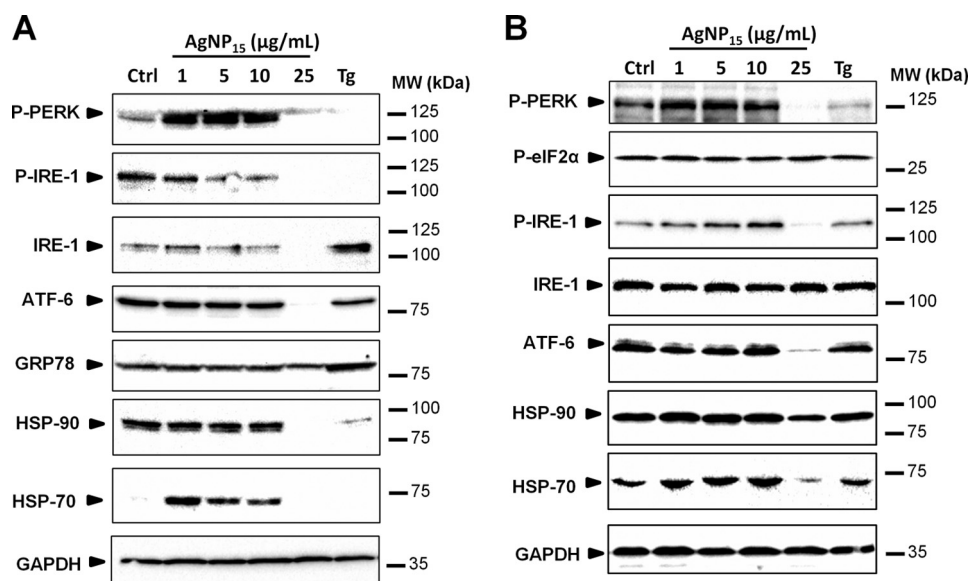 A
AgNP15 (µg/mL)
Ctrl 1 5 10 25 Tg
MW (kDa)
P-PERK
125
100
P-IRE-1
125
100
IRE-1
125
100
ATF-6
75
GRP78
75
HSP-90
100
75
HSP-70
75
GAPDH
35
B
AgNP15 (µg/mL)
Ctrl 1 5 10 25 Tg
MW (kDa)
P-PERK
125
P-eIF2α
25
P-IRE-1
125
100
IRE-1
100
ATF-6
75
HSP-90
100
75
HSP-70
75
GAPDH
35